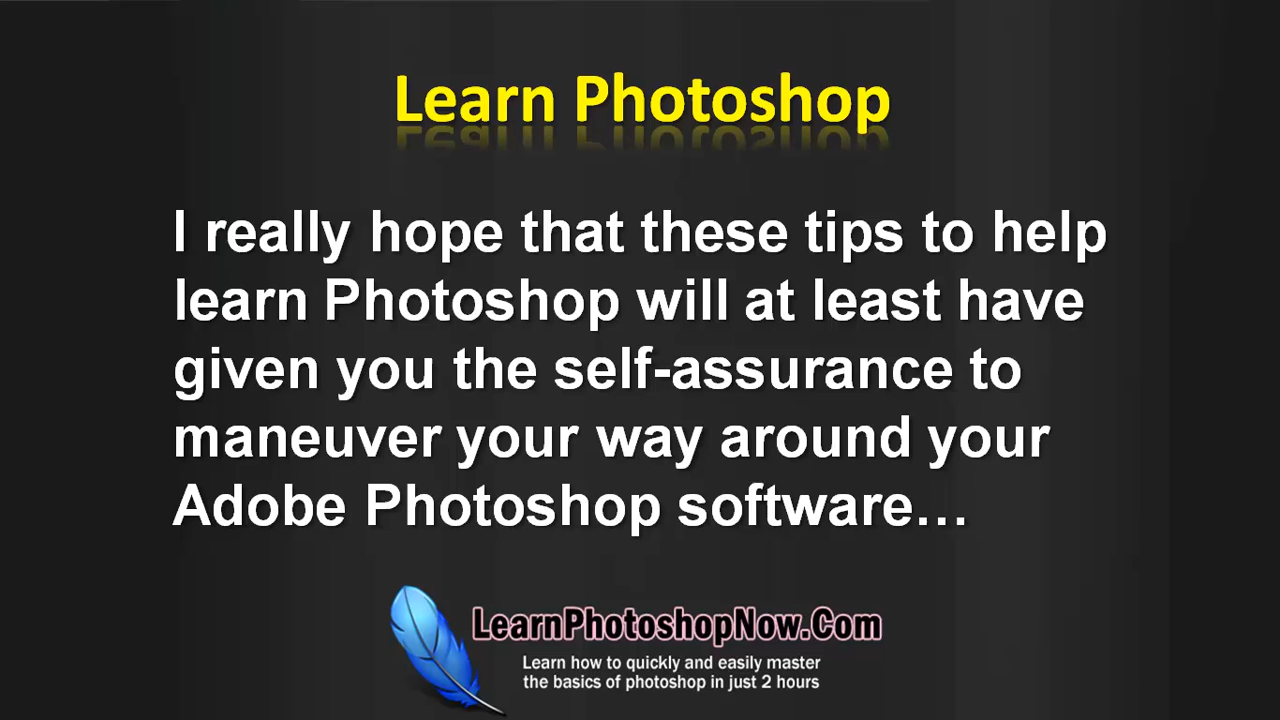 Learn Photoshop
I really hope that these tips to help
learn Photoshop will at least have
given you the self-assurance to
maneuver your way around your
Adobe Photoshop software…
LearnPhotoshopNow.Com
Learn how to quickly and easily master
the basics of photoshop in just 2 hours